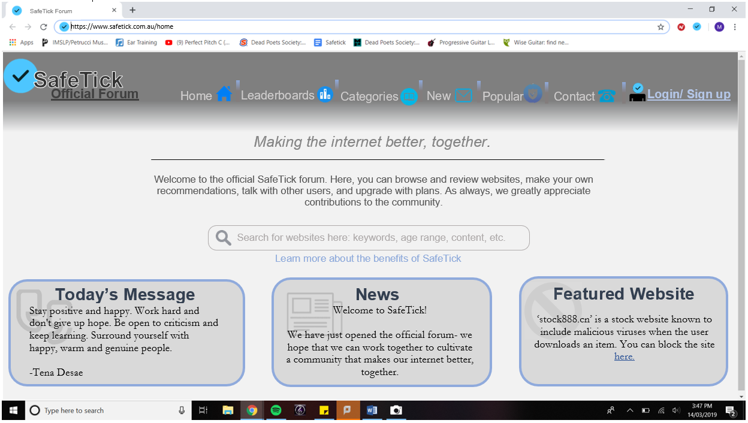 SafeTick Forum
https://www.safetick.com.au/home
Apps
IMSLP/Petrucci Mus...
Ear Training
(9) Perfect Pitch C (...
Dead Poets Society:...
Safetick
Dead Poets Society:...
Progressive Guitar L...
Wise Guitar: find ne...
SafeTick
Official Forum
Home
Leaderboards
Categories
New
Popular
Contact
Login/ Sign up
Making the internet better, together.
Welcome to the official SafeTick forum. Here, you can browse and review websites, make your own
recommendations, talk with other users, and upgrade with plans. As always, we greatly appreciate
contributions to the community.
Search for websites here: keywords, age range, content, etc.
Learn more about the benefits of SafeTick
Today's Message
Stay positive and happy. Work hard and
don't give up hope. Be open to criticism and
keep learning. Surround yourself with
happy, warm and genuine people.
-Tena Desae
News
Welcome to SafeTick!
We have just opened the official forum- we
hope that we can work together to cultivate
a community that makes our internet better,
together.
Featured Website
'stock888.cn' is a stock website known to
include malicious viruses when the user
downloads an item. You can block the site
here.
Type here to search
3:47 PM
14/03/2019